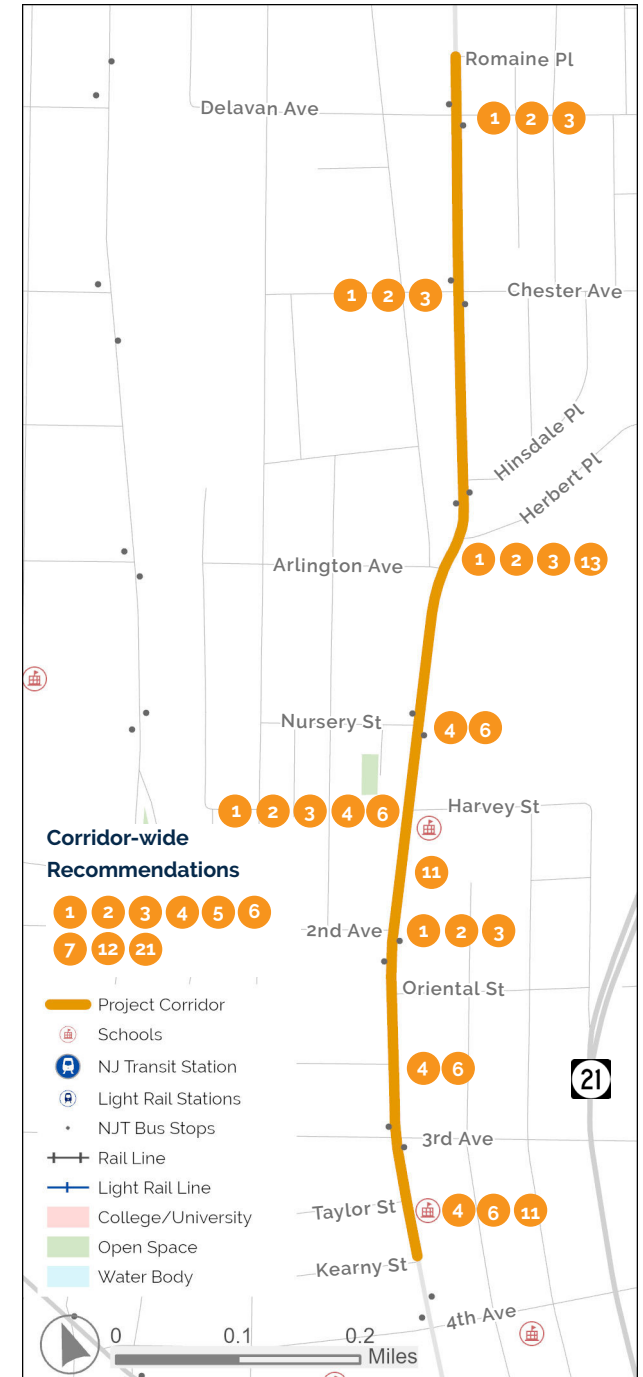 Romaine Pl
Delavan Ave
1 2 3
Chester Ave
1 2 3
Hinsdale Pl
Herbert Pl
Arlington Ave
1 2 3 13
Nursery St
4 6
1 2 3 4 6
Harvey St
11
2nd Ave
1 2 3
Oriental St
4 6
21
3rd Ave
Taylor St
4 6 11
Kearny St
4th Ave
Corridor-wide
Recommendations
1 2 3 4 5 6
7 12 21
Project Corridor
Schools
NJ Transit Station
Light Rail Stations
NJT Bus Stops
Rail Line
Light Rail Line
College/University
Open Space
Water Body
0 0.1 0.2
Miles